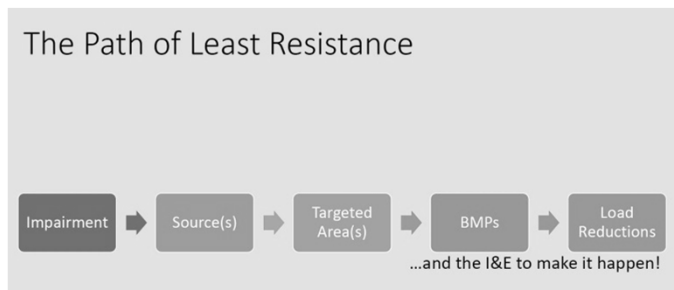 The Path of Least Resistance
Impairment
Source(s)
Targeted
Area(s)
BMPs
Load
Reductions
...and the I&E to make it happen!